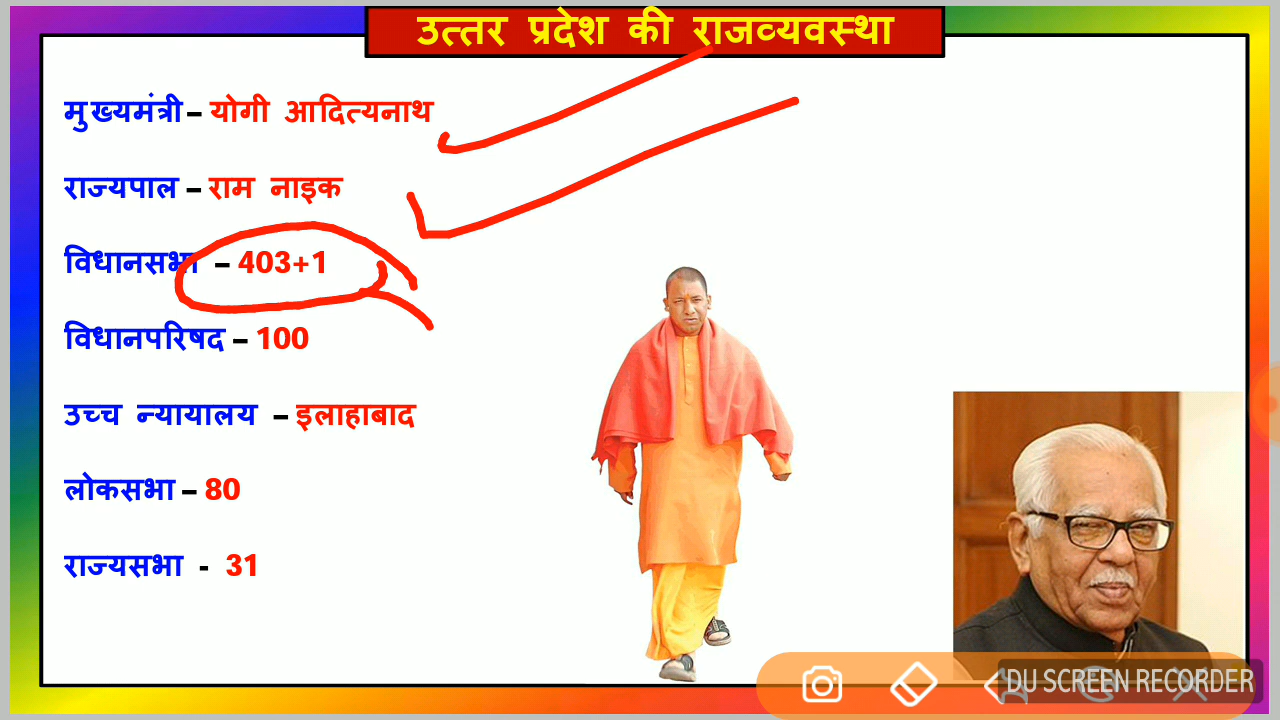 उत्तर प्रदेश की राजव्यवस्था
मुख्यमंत्री – योगी आदित्यनाथ
राज्यपाल – राम नाइक
विधानसभा – 403+1
विधानपरिषद – 100
उच्च न्यायालय – इलाहाबाद
लोकसभा – 80
राज्यसभा - 31
DU SCREEN RECORDER